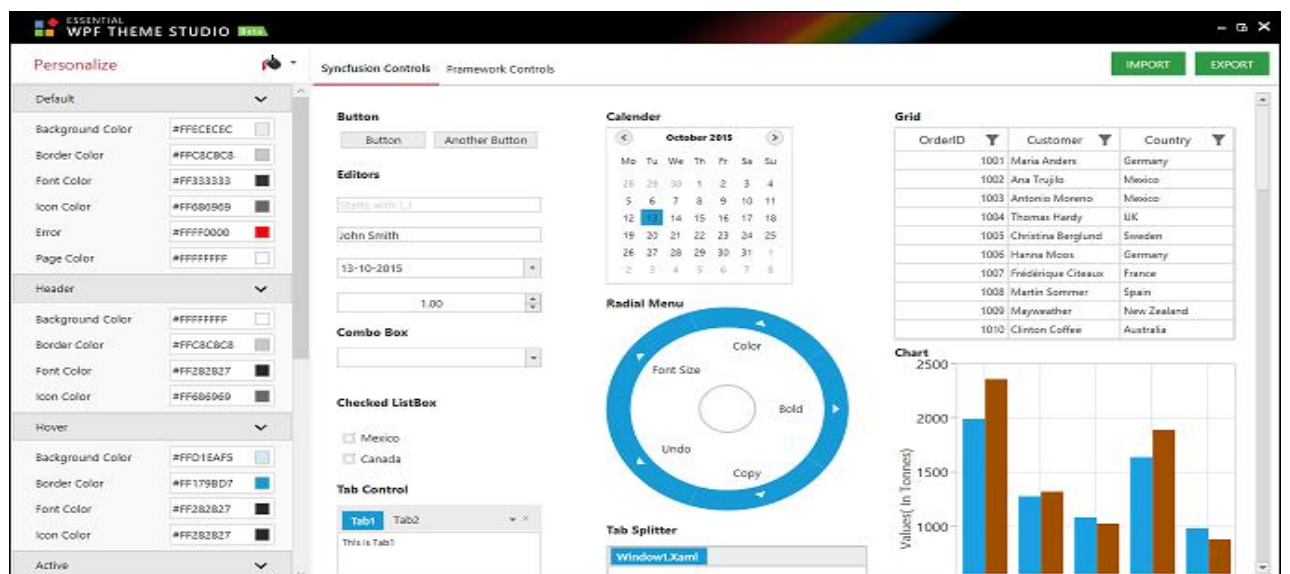 ESSENTIAL
WPF THEME STUDIO Beta
Personalize
Default
Background Color #FFECECEC
Border Color #FFC8C8C8
Font Color #FF333333
Icon Color #FF686969
Error #FFFF0000
Page Color #FFFFFFFF
Header
Background Color #FFFFFFFF
Border Color #FFC8C8C8
Font Color #FF282827
Icon Color #FF686969
Hover
Background Color #FFD1EAF5
Border Color #FF179BD7
Font Color #FF282827
Icon Color #FF282827
Active
Syncfusion Controls Framework Controls
IMPORT EXPORT
Button
Button Another Button
Editors
Starts with (,)
John Smith
13-10-2015
1.00
Combo Box
Checked ListBox
Mexico
Canada
Tab Control
Tab1 Tab2
This is Tab1
Calender
October 2015
Mo Tu We Th Fr Sa Su
28 29 30 1 2 3 4
5 6 7 8 9 10 11
12 13 14 15 16 17 18
19 20 21 22 23 24 25
26 27 28 29 30 31 1
2 3 4 5 6 7 8
Radial Menu
Color
Font Size
Bold
Undo
Copy
Tab Splitter
Window1.Xaml
Grid
OrderID Customer Country
1001 Maria Anders Germany
1002 Ana Trujilo Mexico
1003 Antonio Moreno Mexico
1004 Thomas Hardy UK
1005 Christina Berglund Sweden
1006 Hanna Moos Germany
1007 Frédérique Citeaux France
1008 Martin Sommer Spain
1009 Mayweather New Zealand
1010 Clinton Coffee Australia
Chart
2500
2000
1500
1000
Values( In Tonnes)